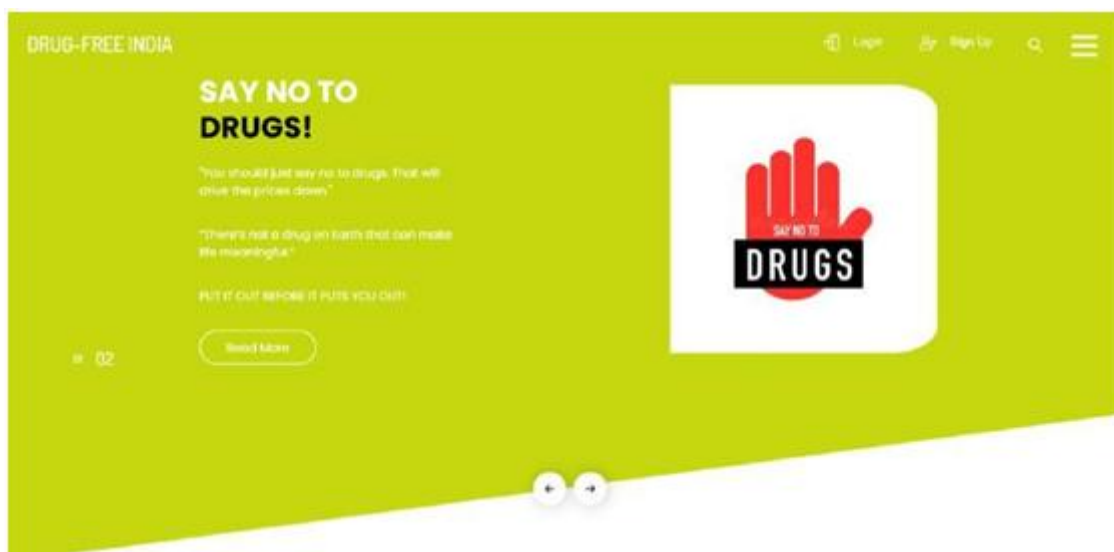 DRUG-FREE INDIA
Login
Sign Up
SAY NO TO
DRUGS!
"You should just say no to drugs. That will
drive the prices down."
"There's not a drug on Earth that can make
life meaningful."
PUT IT OUT BEFORE IT PUTS YOU OUT!
Read More
02
SAY NO TO
DRUGS